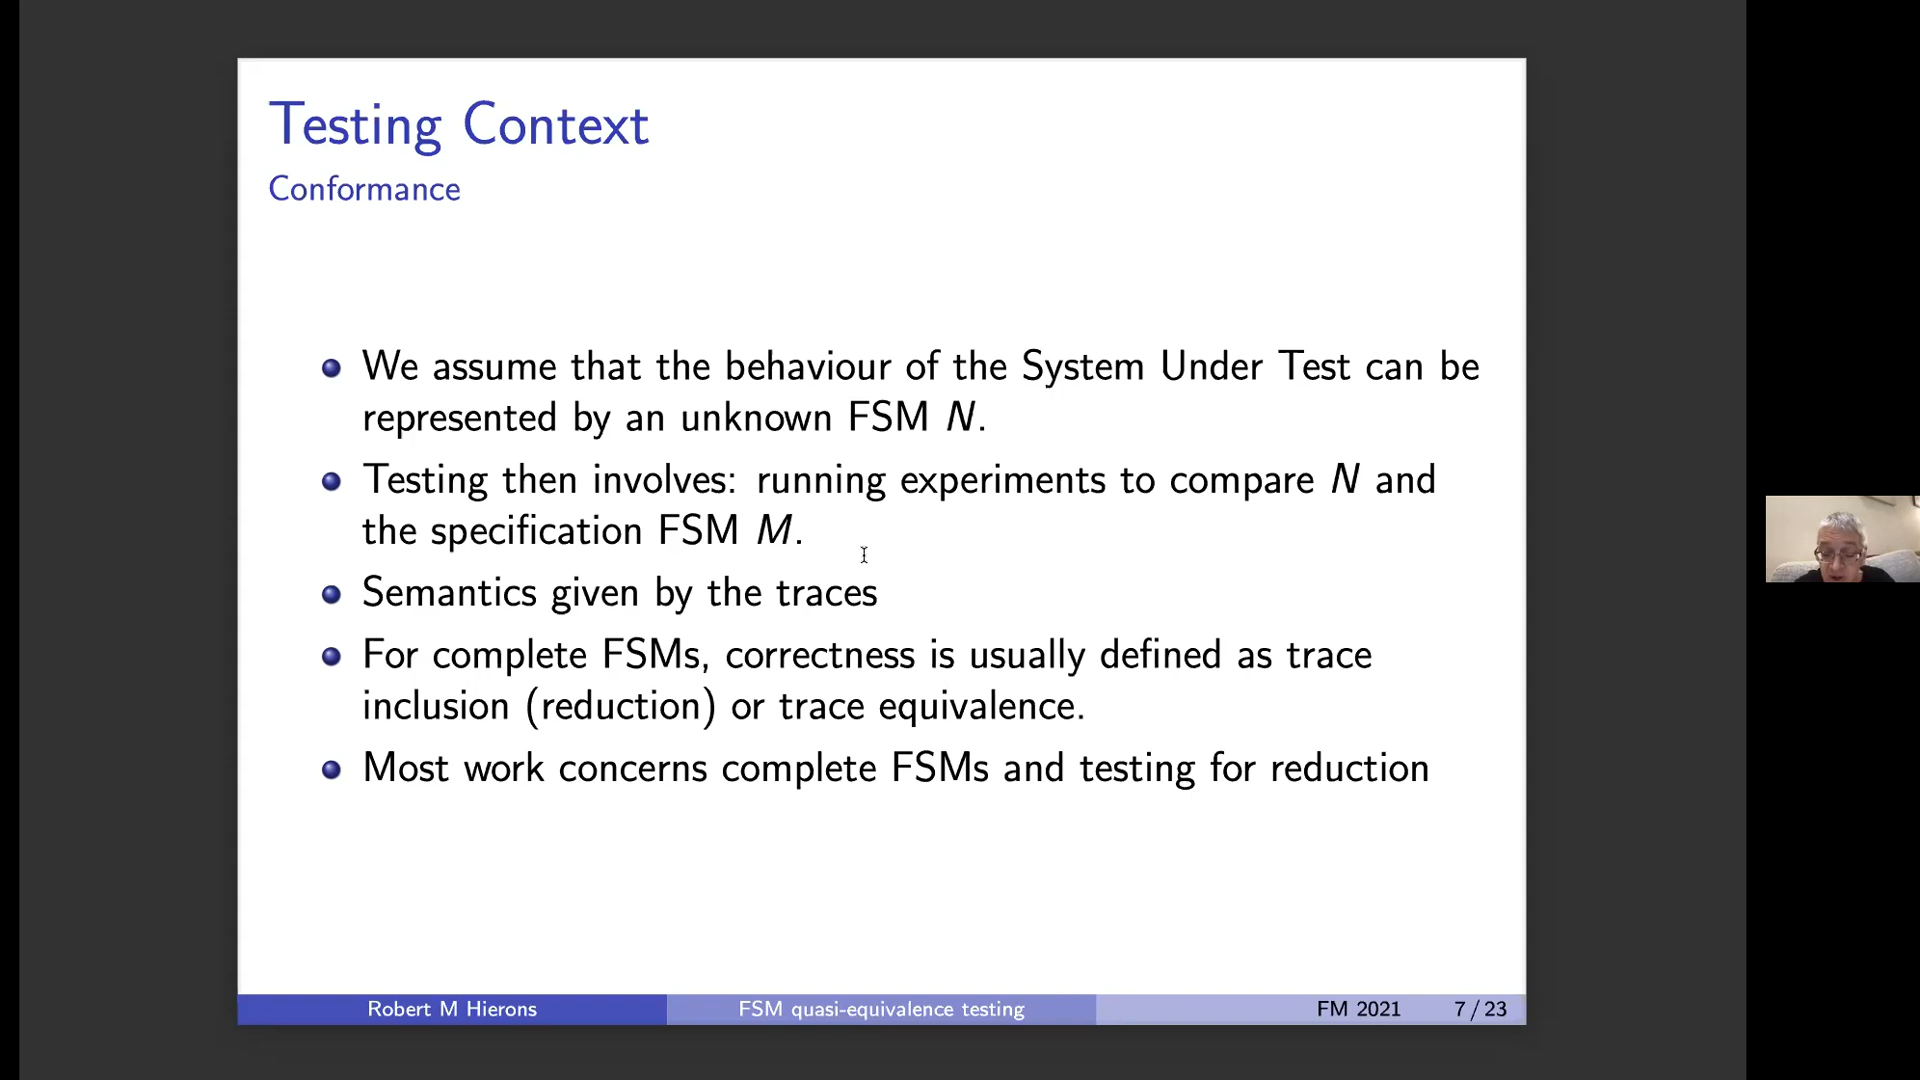 Testing Context
Conformance
We assume that the behaviour of the System Under Test can be
represented by an unknown FSM N.
Testing then involves: running experiments to compare N and
the specification FSM M.
Semantics given by the traces
For complete FSMs, correctness is usually defined as trace
inclusion (reduction) or trace equivalence.
Most work concerns complete FSMs and testing for reduction
Robert M Hierons
FSM quasi-equivalence testing
FM 2021
7 / 23